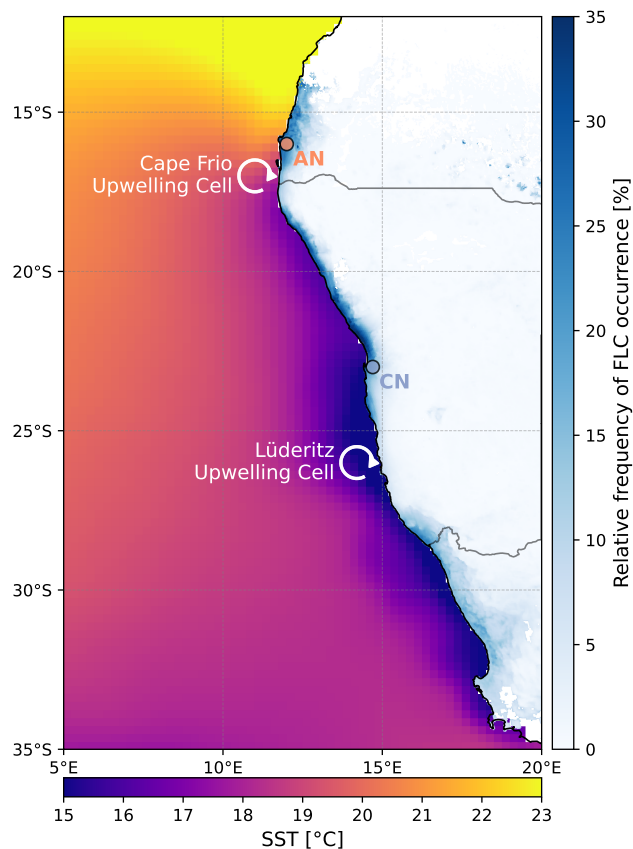 15°S
20°S
25°S
30°S
35°S
Cape Frio
Upwelling Cell
AN
CN
Lüderitz
Upwelling Cell
5°E 10°E 15°E 20°E
15 16 17 18 19 20 21 22 23
SST [°C]
35
30
25
20
15
10
5
0
Relative frequency of FLC occurrence [%]